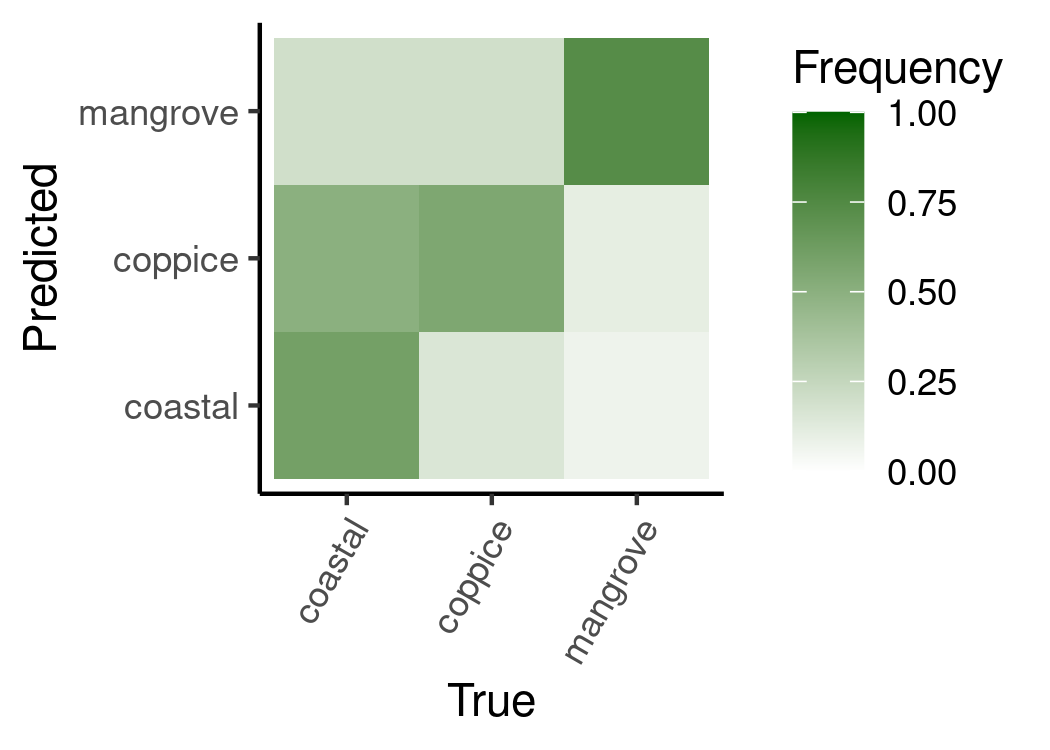 Predicted
mangrove
coppice
coastal
coastal
coppice
mangrove
True
Frequency
1.00
0.75
0.50
0.25
0.00